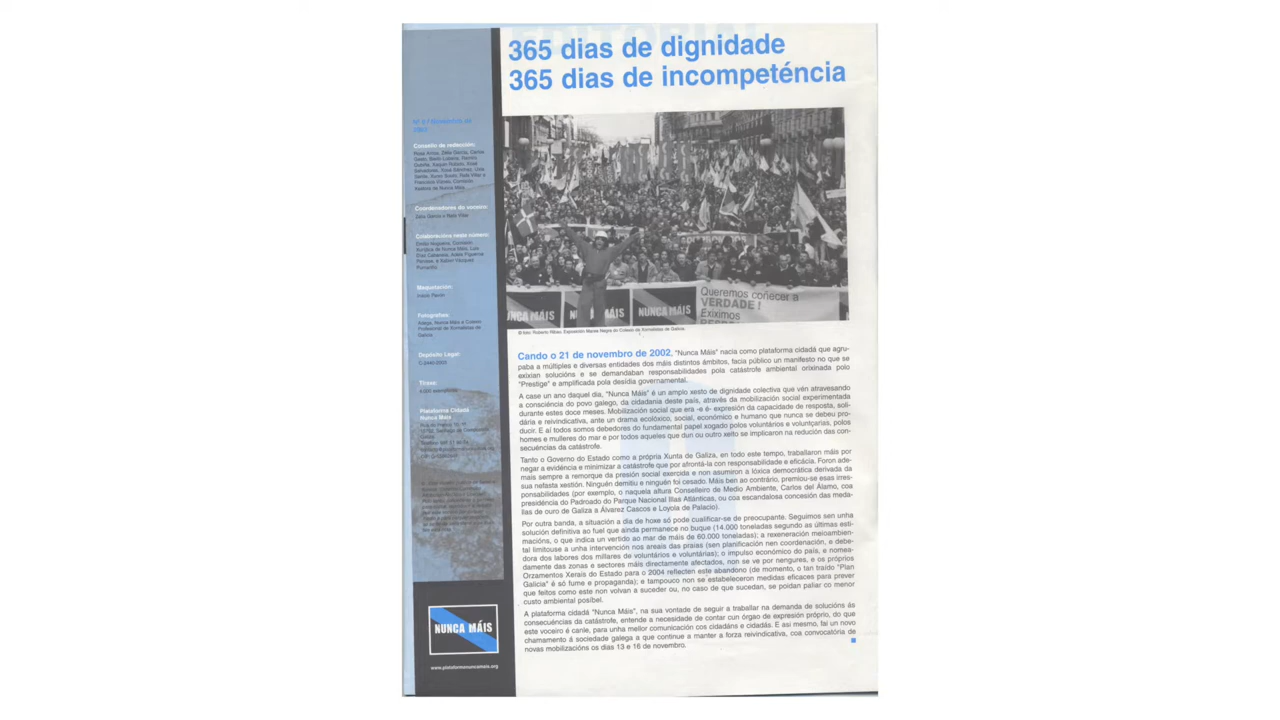 365 dias de dignidade
365 dias de incompeténcia
Consello de redacción:
Coordenadores do voceiro:
Colaboracións neste número:
Maquetación:
Fotografías:
Depósito Legal:
C-2440-2003
Tiraxe:
Plataforma Cidadá
Nunca Máis
NUNCA MÁIS
www.plataformanuncamais.org
NUNCA MÁIS
MÁIS
NUNCA MÁIS
Queremos coñecer a
VERDADE !
Exiximos
Cando o 21 de novembro de 2002, "Nunca Máis" nacia como plataforma cidadá que agru-
paba a múltiples e diversas entidades dos máis distintos ámbitos, facia público un manifesto no que se
exixian solucións e se demandaban responsabilidades pola catástrofe ambiental orixinada polo
"Prestige" e amplificada pola desídia governamental.
A case un ano daquel dia, "Nunca Máis" é un amplo xesto de dignidade colectiva que vén atravesando
a consciéncia do povo galego, da cidadania deste país, através da mobilización social experimentada
durante estes doce meses. Mobilización social que era -e é- expresión da capacidade de resposta, soli-
dária e reivindicativa, ante un drama ecolóxico, social, económico e humano que nunca se debeu pro-
ducir. E aí todos somos debedores do fundamental papel xogado polos voluntários e voluntçarias, polos
homes e mulleres do mar e por todos aqueles que dun ou outro xeito se implicaron na redución das con-
secuéncias da catástrofe.
Tanto o Governo do Estado como a própria Xunta de Galiza, en todo este tempo, traballaron máis por
negar a evidéncia e minimizar a catástrofe que por afrontá-la con responsabilidade e eficácia. Foron ade-
mais sempre a remorque da presión social exercida e non asumiron a lóxica democrática derivada da
sua nefasta xestión. Ninguén demitiu e ninguén foi cesado. Máis ben ao contrário, premiou-se esas irres-
ponsabilidades (por exemplo, o naquela altura Conselleiro de Medio Ambiente, Carlos del Álamo, coa
presidéncia do Padroado do Parque Nacional Illas Atlánticas, ou coa escandalosa concesión das meda-
llas de ouro de Galiza a Álvarez Cascos e Loyola de Palacio).
Por outra banda, a situación a dia de hoxe só pode cualificar-se de preocupante. Seguimos sen unha
solución definitiva ao fuel que ainda permanece no buque (14.000 toneladas segundo as últimas esti-
macións, o que indica un vertido ao mar de máis de 60.000 toneladas); a rexeneración meioambien-
tal limitouse a unha intervención nos areais das praias (sen planificación nen coordenación, e debe-
dora dos labores dos millares de voluntários e voluntárias); o impulso económico do país, e nomea-
damente das zonas e sectores máis directamente afectados, non se ve por nengures, e os próprios
Orzamentos Xerais do Estado para o 2004 reflecten este abandono (de momento, o tan traído "Plan
Galicia" é só fume e propaganda); e tampouco non se estableceron medidas eficaces para prever
que feitos como este non volvan a suceder ou, no caso de que sucedan, se poidan paliar co menor
custo ambiental posíbel.
A plataforma cidadá "Nunca Máis", na sua vontade de seguir a traballar na demanda de solucións ás
consecuéncias da catástrofe, entende a necesidade de contar cun órgao de expresión próprio, do que
este voceiro é canle, para unha mellor comunicación cos cidadáns e cidadás. E asi mesmo, fai un novo
chamamento á sociedade galega a que continue a manter a forza reivindicativa, coa convocatória de
novas mobilizacións os dias 13 e 16 de novembro.